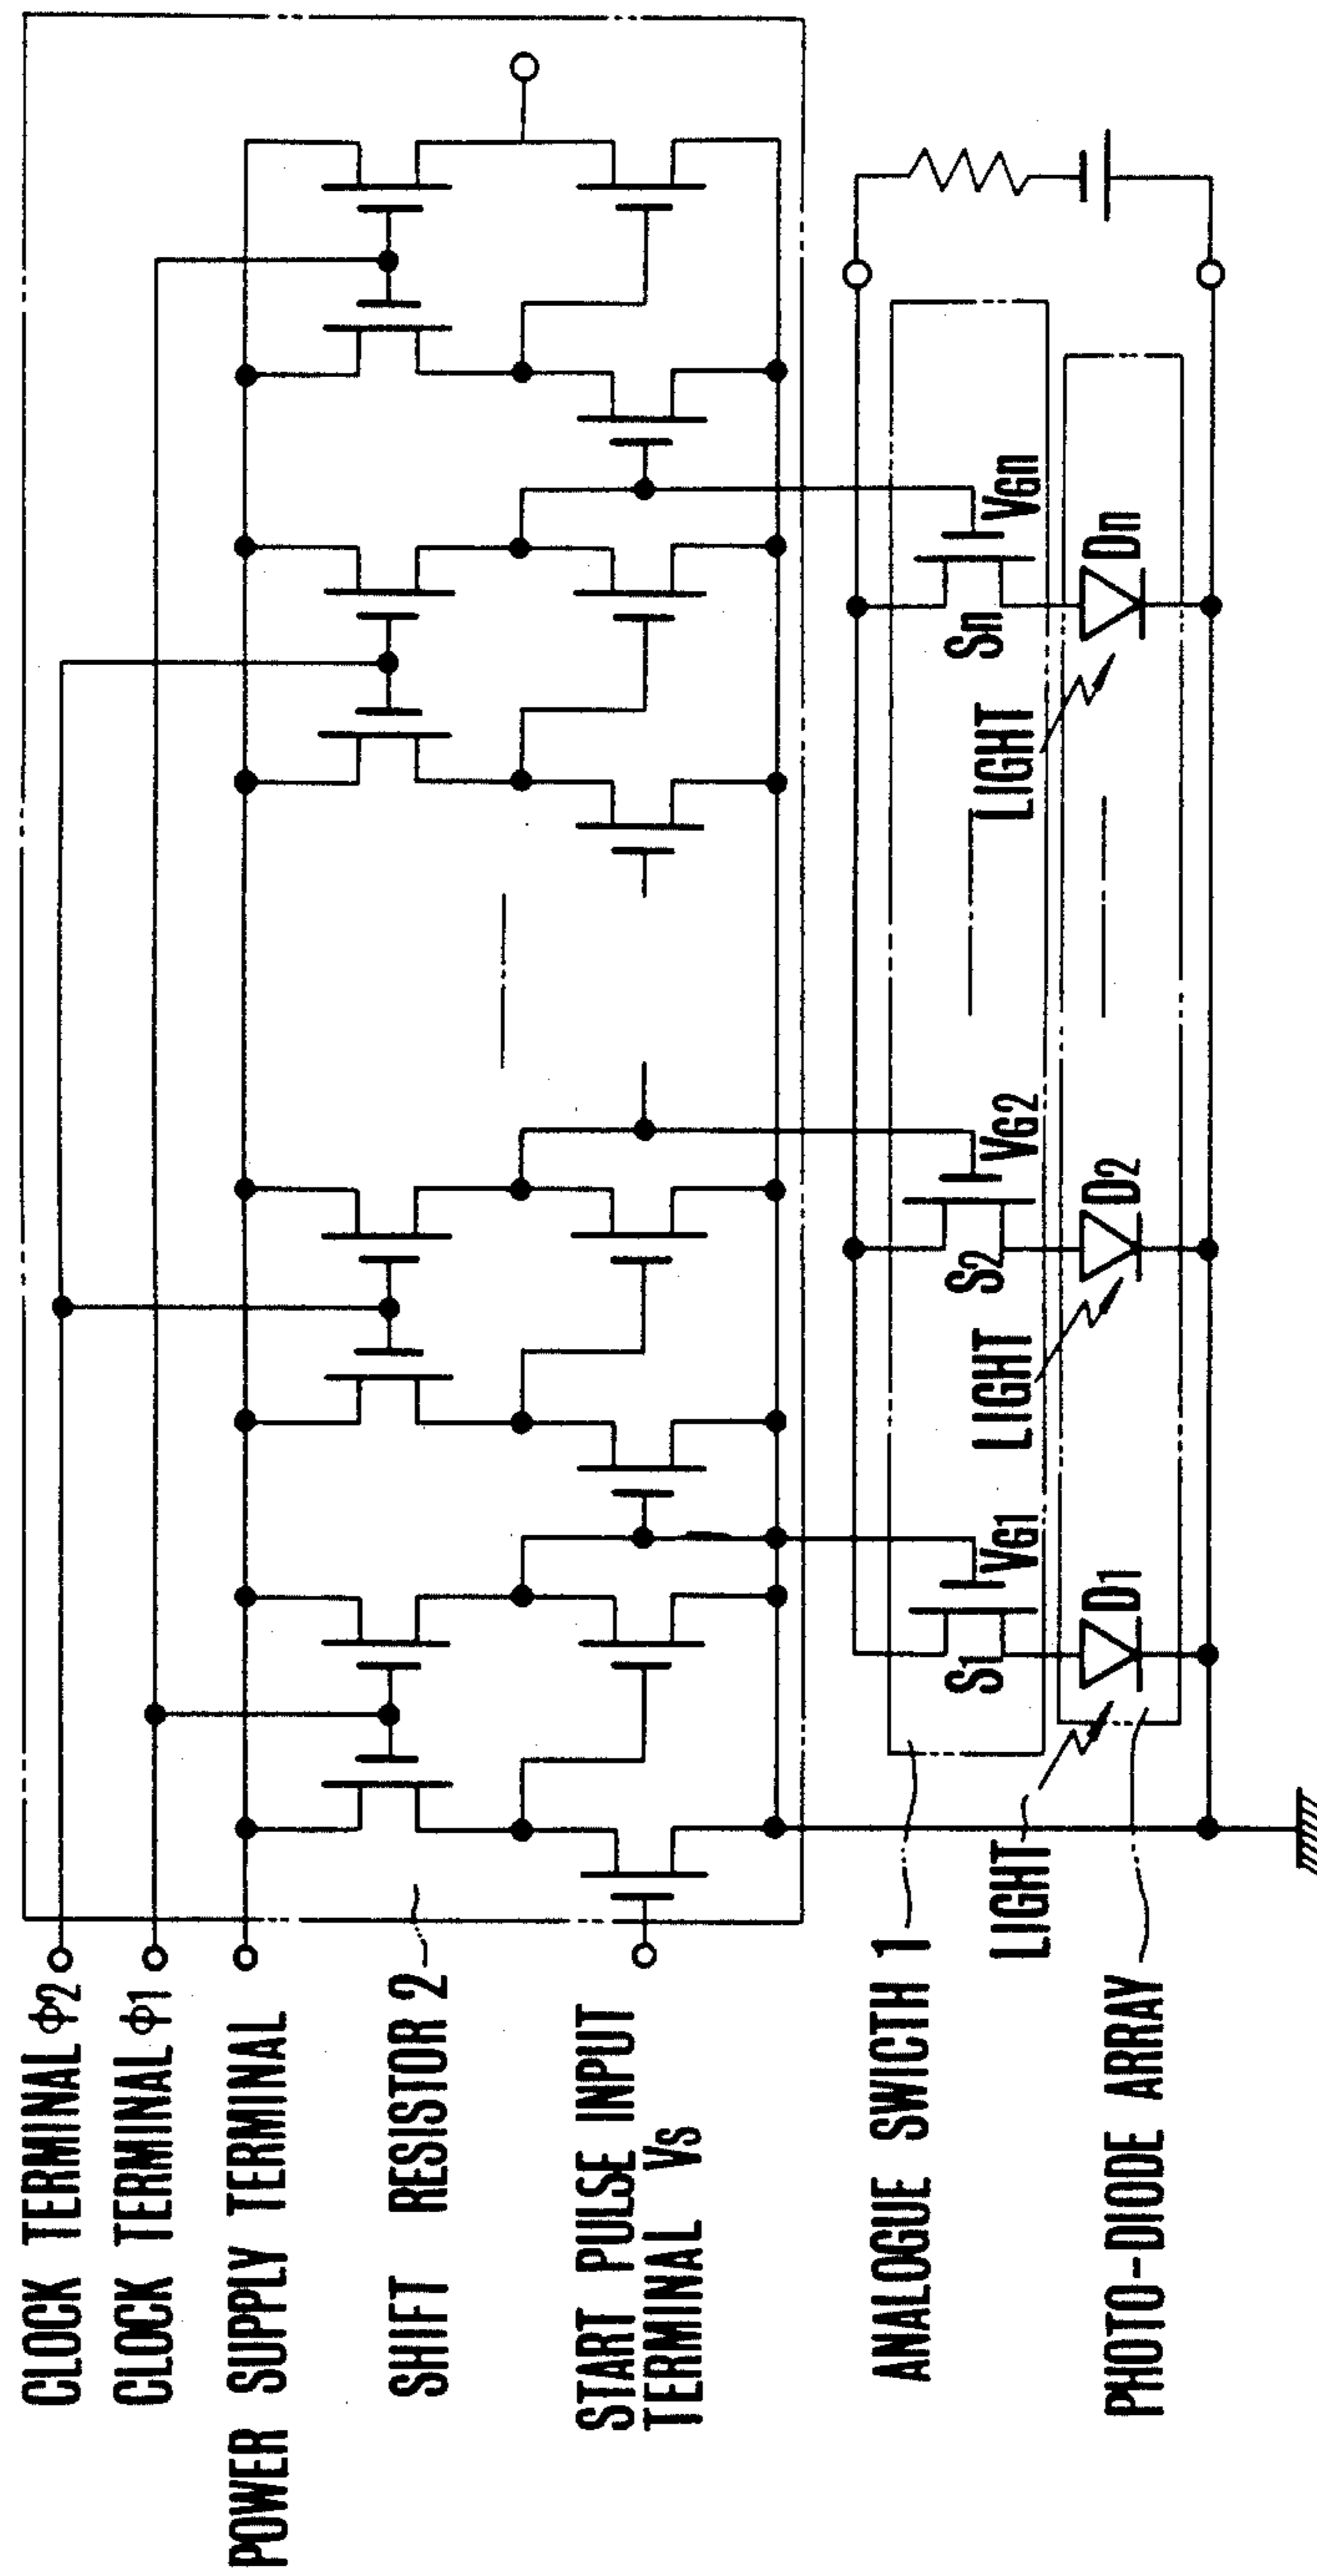 CLOCK TERMINAL ϕ2
CLOCK TERMINAL ϕ1
POWER SUPPLY TERMINAL
SHIFT RESISTOR 2
START PULSE INPUT
TERMINAL VS
ANALOGUE SWICTH 1
LIGHT
PHOTO-DIODE ARRAY
S1
VG1
D1
LIGHT
S2
VG2
D2
LIGHT
Sn
VGn
Dn